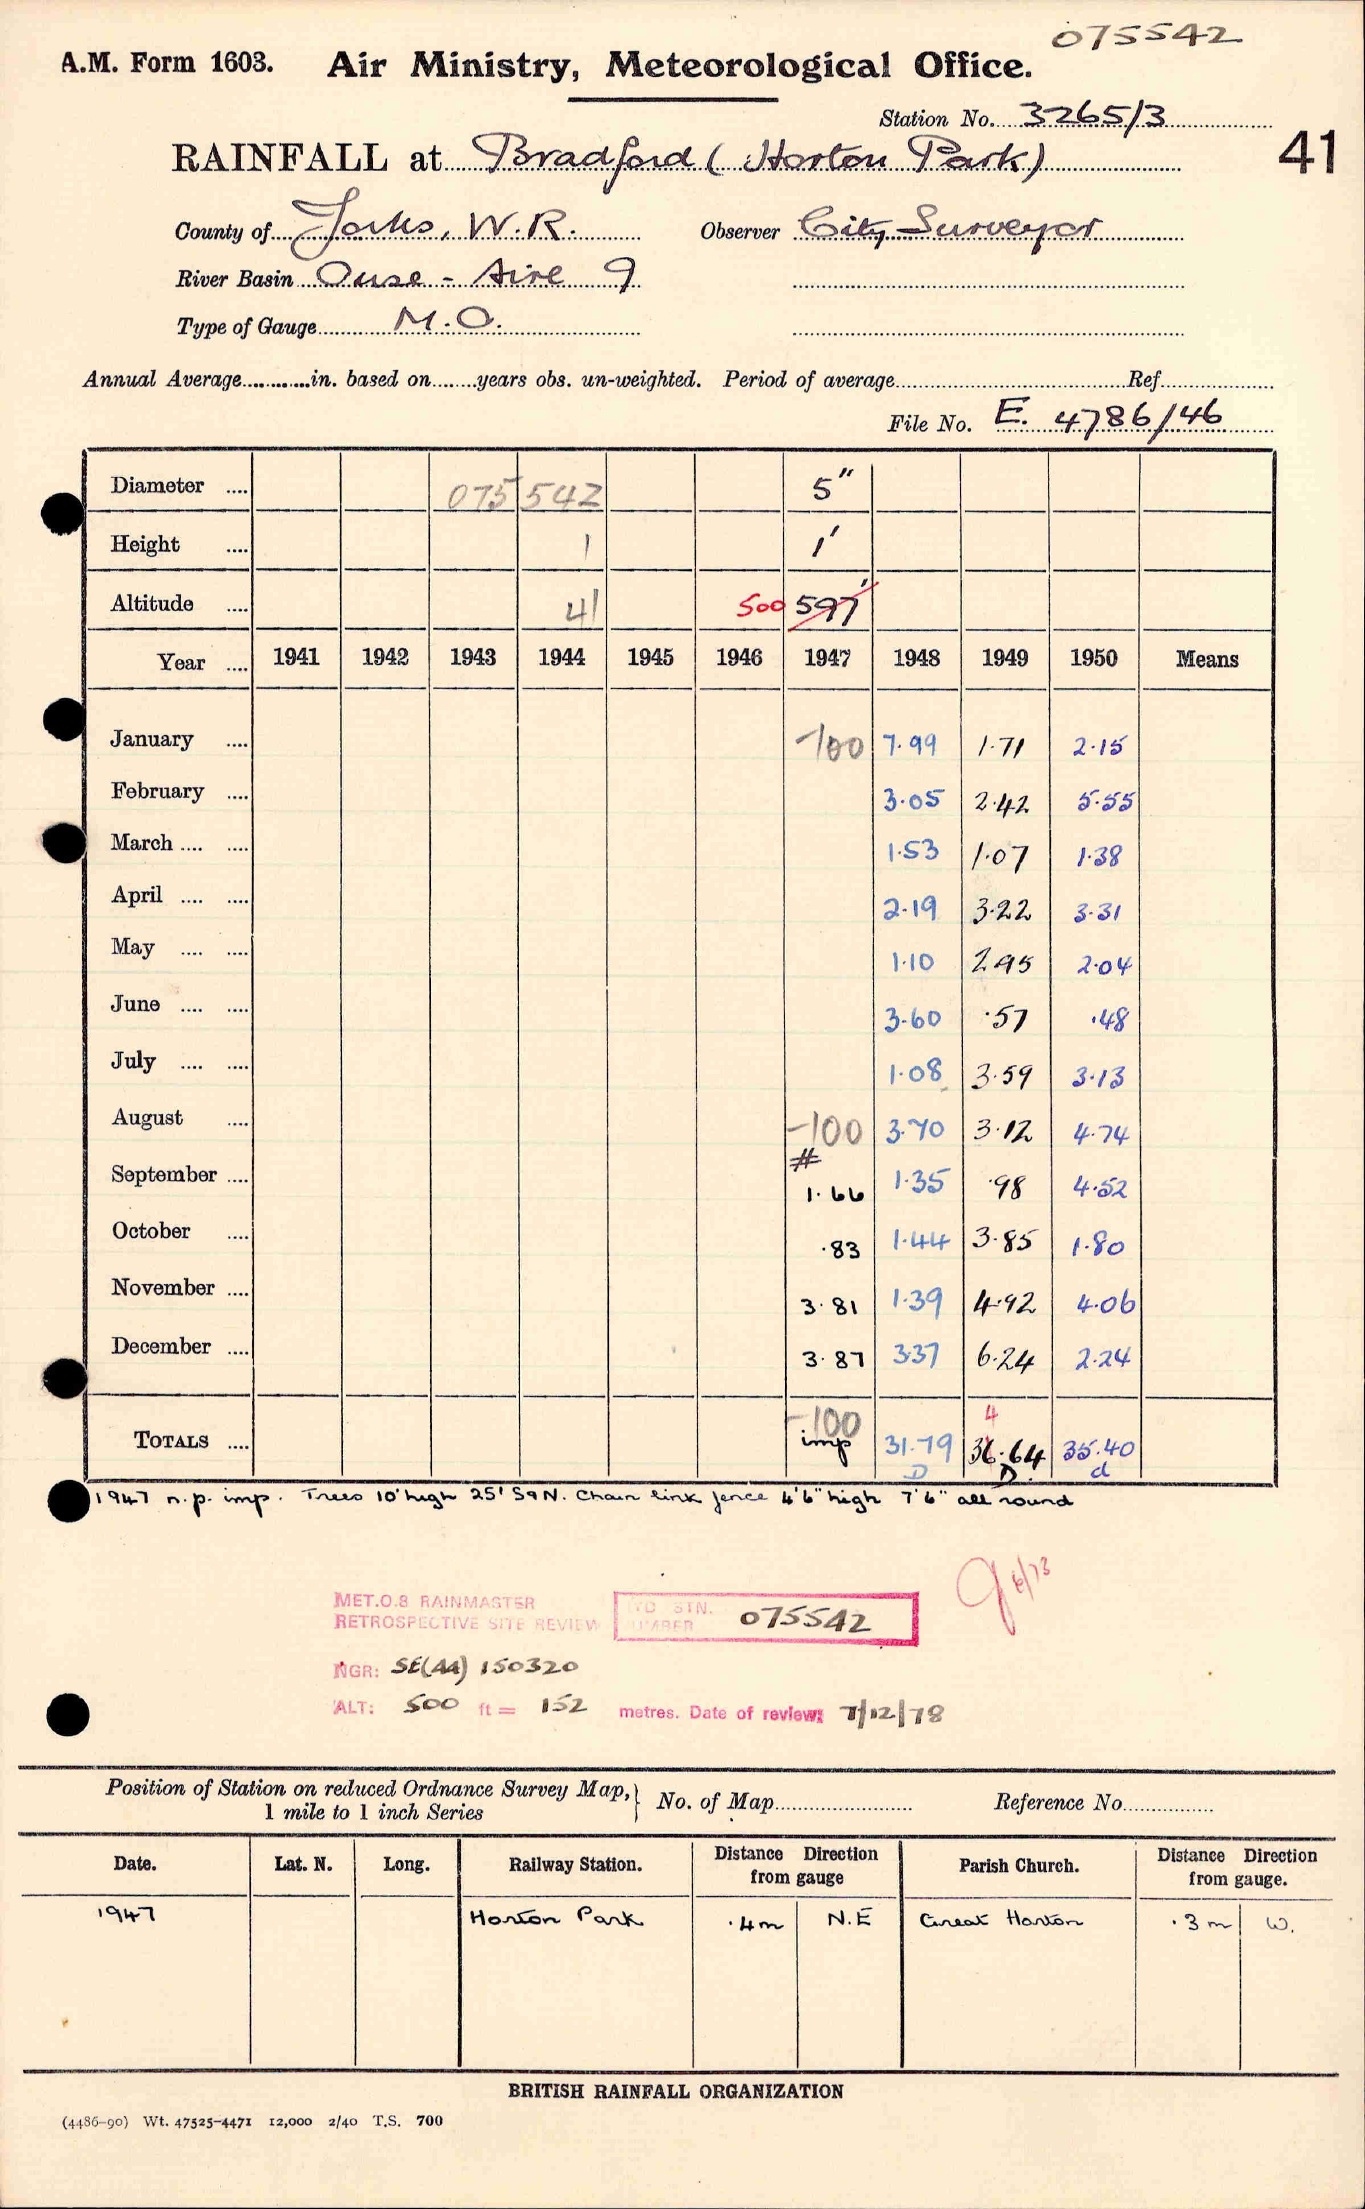 075542
A.M. Form 1603. Air Ministry, Meteorological Office.
Station No. 3265/3
41
RAINFALL at Bradford (Horton Park)
County of Yorks, W.R. Observer City Surveyor
River Basin Ouse - Aire 9
Type of Gauge M.O.
Annual Average............in. based on........years obs. un-weighted. Period of average.......... Ref..........
File No. E. 4786/46
Diameter .... 075542 5"
Height .... 1 1'
Altitude .... 41 500 597'
Year .... 1941 1942 1943 1944 1945 1946 1947 1948 1949 1950 Means
January .... -100 7.99 1.71 2.15
February .... 3.05 2.42 5.55
March .... .... 1.53 1.07 1.38
April .... .... 2.19 3.22 3.31
May .... .... 1.10 2.95 2.04
June .... .... 3.60 .57 .48
July .... .... 1.08 3.59 3.13
August .... -100 3.70 3.12 4.74
September .... # 1.66 1.35 .98 4.52
October .... .83 1.44 3.85 1.80
November .... 3.81 1.39 4.92 4.06
December .... 3.87 3.37 6.24 2.24
-100 4
TOTALS .... imp 31.79 36.64 35.40
D D. d
1947 n.p. imp. Trees 10' high 25' S & N. Chain link fence 4'6" high 7'6" all round
6/73
MET.O.8 RAINMASTER
RETROSPECTIVE SITE REVIEW STN. 075542
NGR: SE(44) 150320
ALT: 500 ft = 152 metres. Date of review: 7/12/78
Position of Station on reduced Ordnance Survey Map, } No. of Map.......... Reference No..........
1 mile to 1 inch Series
Date. Lat. N. Long. Railway Station. Distance Direction from gauge Parish Church. Distance Direction from gauge.
1947 Horton Park .4m N.E Great Horton .3m W.
BRITISH RAINFALL ORGANIZATION
(4486-90) Wt. 47525-4471 12,000 2/40 T.S. 700